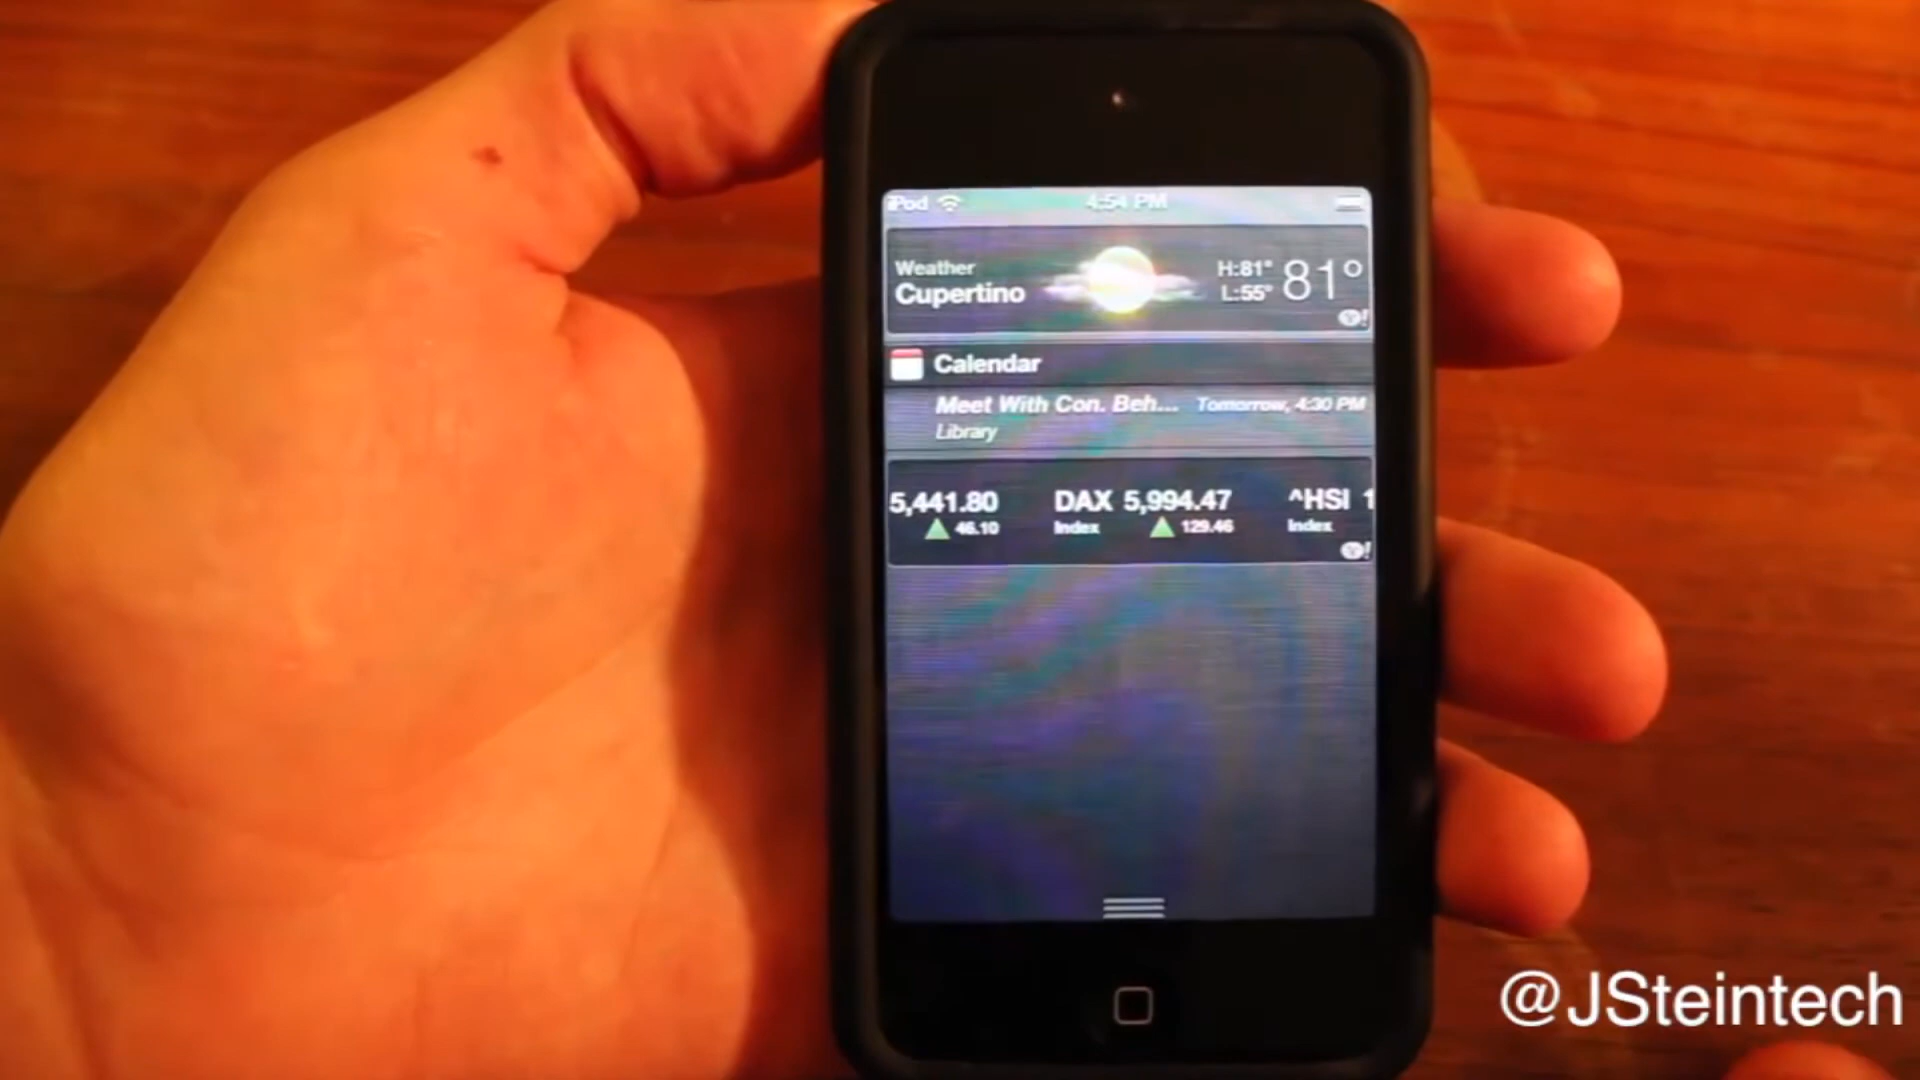 iPod 4:54 PM
Weather
Cupertino
H:81°
L:55°
81°
Y!
Calendar
Meet With Con. Beh... Tomorrow, 4:30 PM
Library
5,441.80 DAX 5,994.47 ^HSI 1
46.10 Index 129.46 Index
Y!
@JSteintech